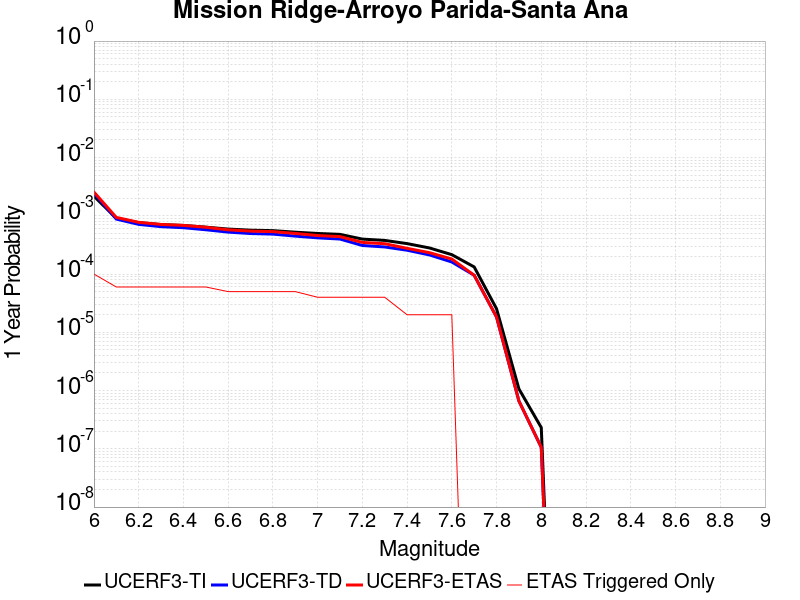 Mission Ridge-Arroyo Parida-Santa Ana
10^0
10^-1
10^-2
10^-3
10^-4
10^-5
10^-6
10^-7
10^-8
1 Year Probability
6 6.2 6.4 6.6 6.8 7 7.2 7.4 7.6 7.8 8 8.2 8.4 8.6 8.8 9
Magnitude
UCERF3-TI UCERF3-TD UCERF3-ETAS ETAS Triggered Only